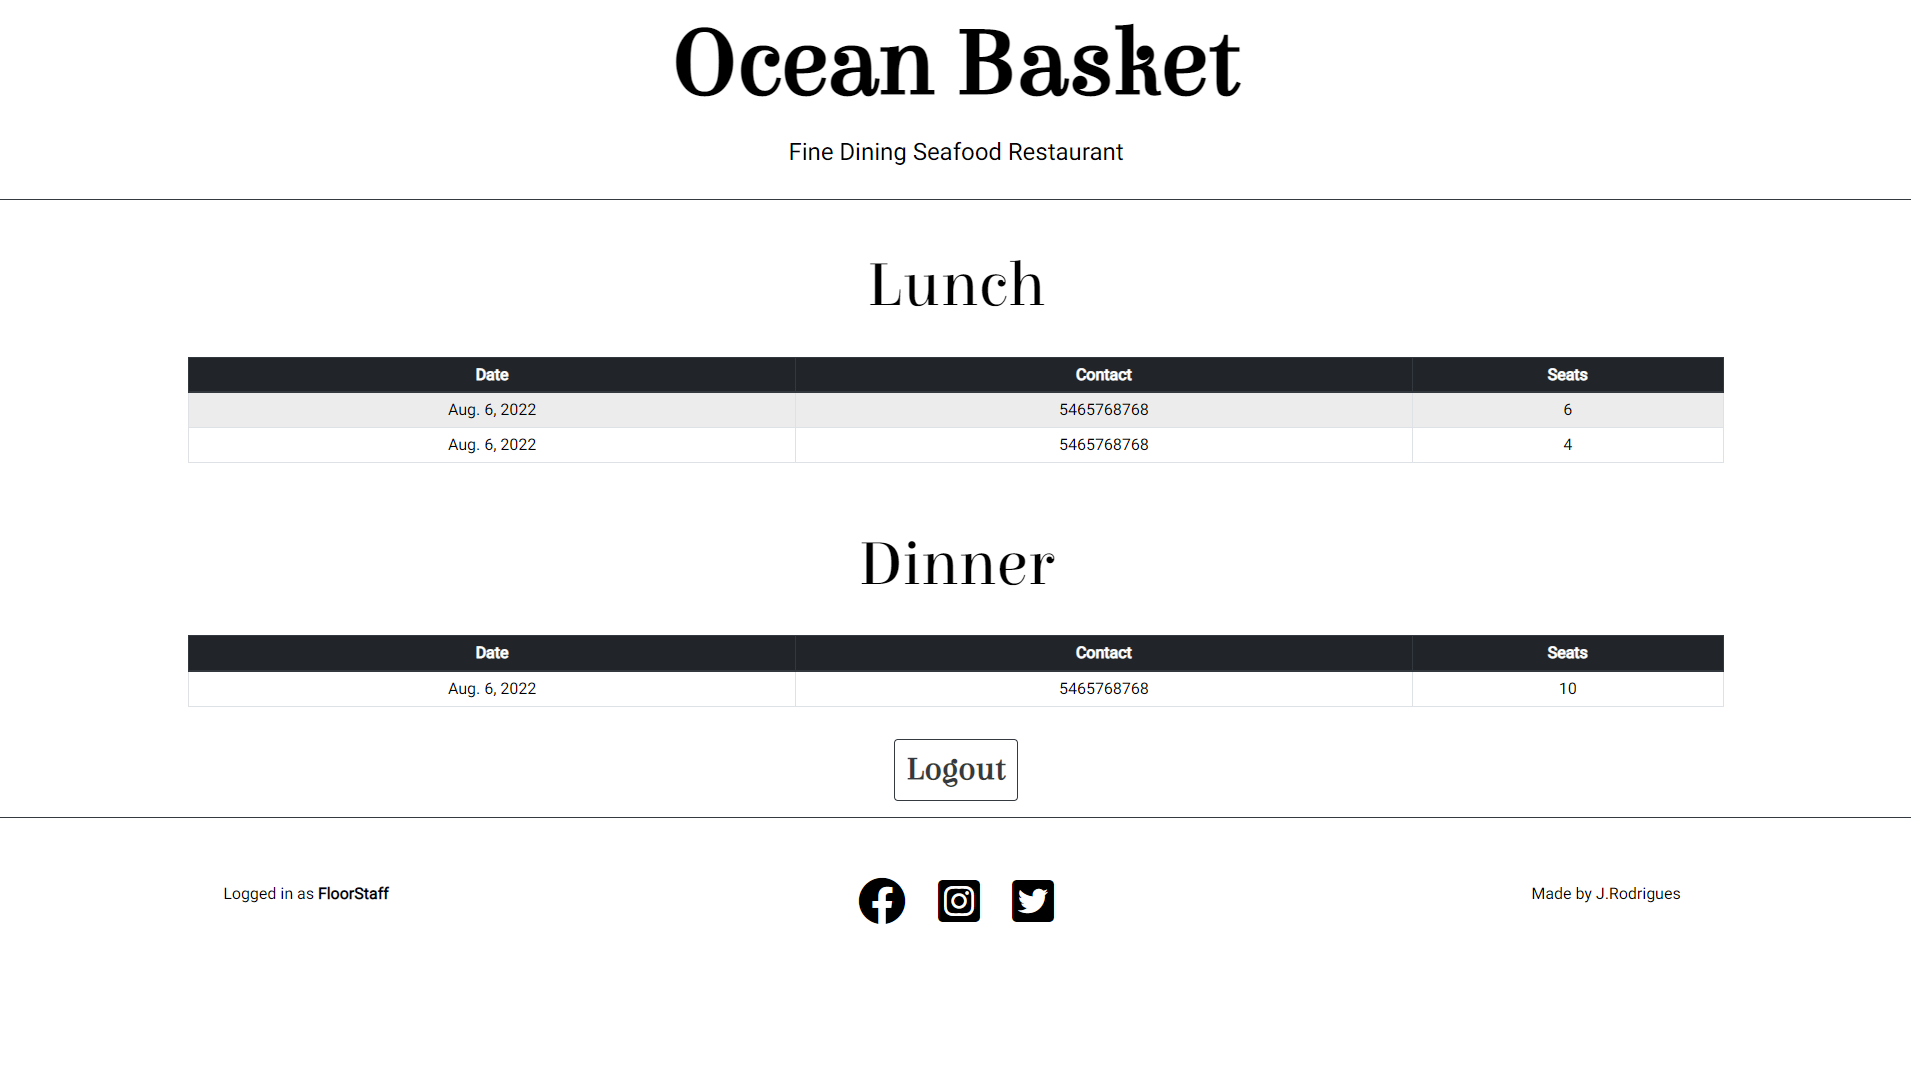 Ocean Basket
Fine Dining Seafood Restaurant
Lunch
Date Contact Seats
Aug. 6, 2022 5465768768 6
Aug. 6, 2022 5465768768 4
Dinner
Date Contact Seats
Aug. 6, 2022 5465768768 10
Logout
Logged in as FloorStaff
Made by J.Rodrigues